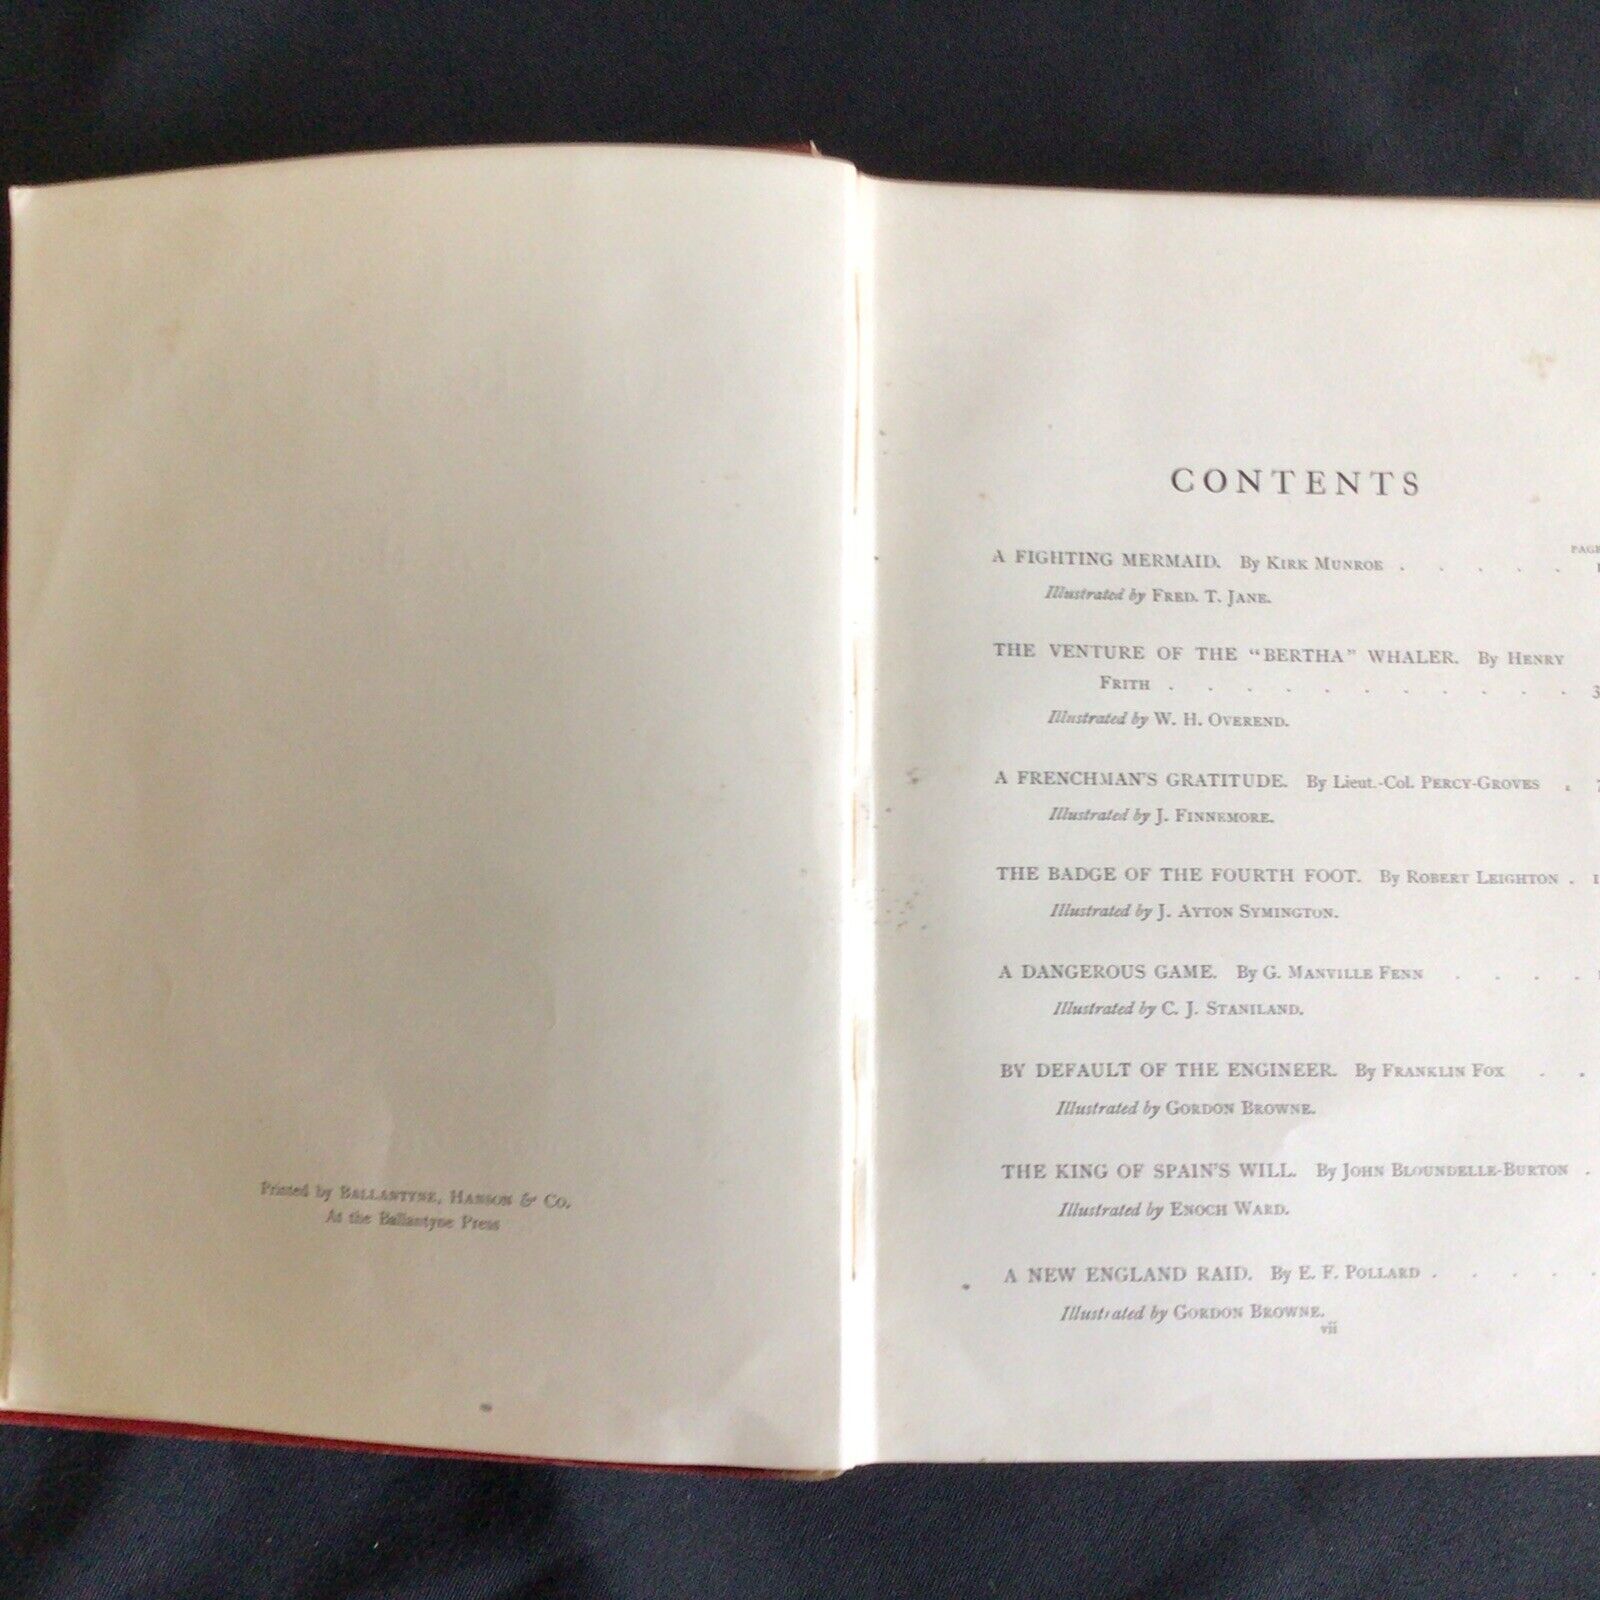 Printed by BALLANTYNE, HANSON & Co.
At the Ballantyne Press
CONTENTS
PAGE
A FIGHTING MERMAID. By KIRK MUNROE . . . . .
Illustrated by FRED. T. JANE.
THE VENTURE OF THE "BERTHA" WHALER. By HENRY
FRITH . . . . . . . . . . .
Illustrated by W. H. OVEREND.
A FRENCHMAN'S GRATITUDE. By Lieut.-Col. PERCY-GROVES .
Illustrated by J. FINNEMORE.
THE BADGE OF THE FOURTH FOOT. By ROBERT LEIGHTON .
Illustrated by J. AYTON SYMINGTON.
A DANGEROUS GAME. By G. MANVILLE FENN . . . .
Illustrated by C. J. STANILAND.
BY DEFAULT OF THE ENGINEER. By FRANKLIN FOX . .
Illustrated by GORDON BROWNE.
THE KING OF SPAIN'S WILL. By JOHN BLOUNDELLE-BURTON .
Illustrated by ENOCH WARD.
A NEW ENGLAND RAID. By E. F. POLLARD . . . . .
Illustrated by GORDON BROWNE.
vii